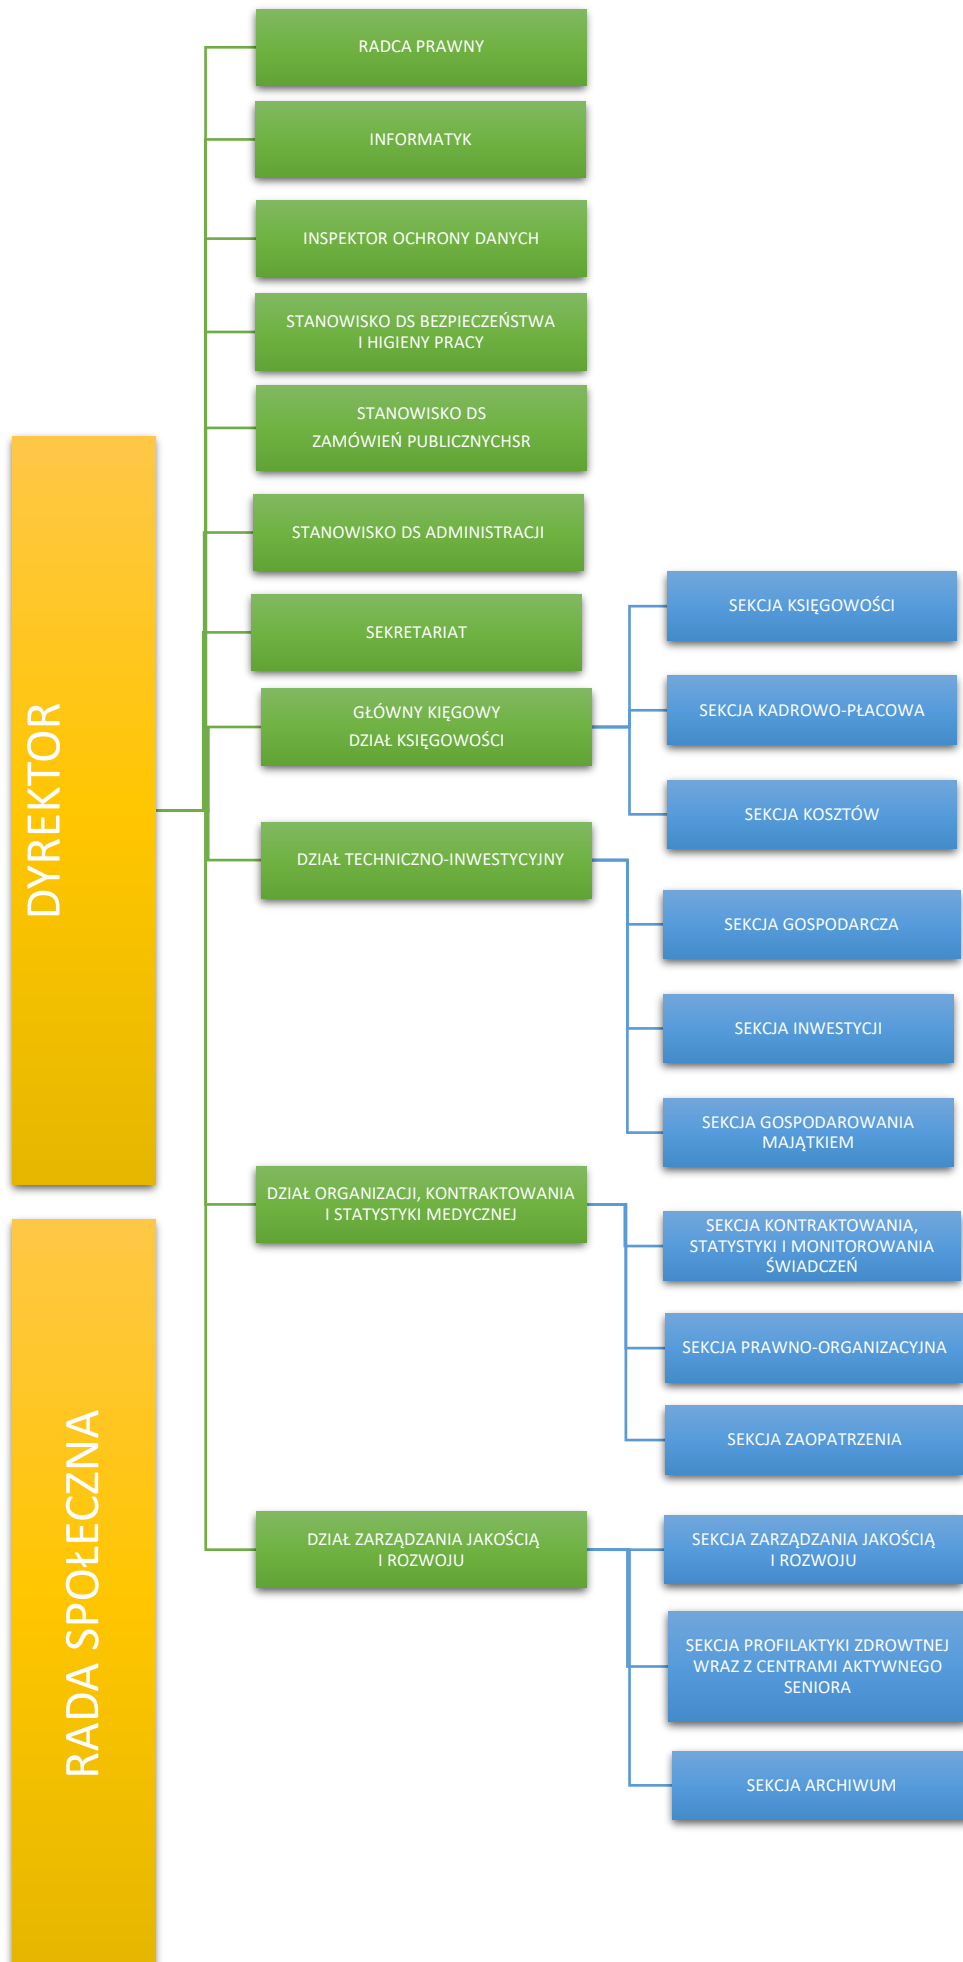 RADCA PRAWNY
INFORMATYK
INSPEKTOR OCHRONY DANYCH
STANOWISKO DS BEZPIECZEŃSTWA
I HIGIENY PRACY
STANOWISKO DS
ZAMÓWIEŃ PUBLICZNYCHSR
STANOWISKO DS ADMINISTRACJI
SEKRETARIAT
GŁÓWNY KIĘGOWY
DZIAŁ KSIĘGOWOŚCI
DZIAŁ TECHNICZNO-INWESTYCYJNY
DZIAŁ ORGANIZACJI, KONTRAKTOWANIA
I STATYSTYKI MEDYCZNEJ
DZIAŁ ZARZĄDZANIA JAKOŚCIĄ
I ROZWOJU
DYREKTOR
RADA SPOŁECZNA
SEKCJA KSIĘGOWOŚCI
SEKCJA KADROWO-PŁACOWA
SEKCJA KOSZTÓW
SEKCJA GOSPODARCZA
SEKCJA INWESTYCJI
SEKCJA GOSPODAROWANIA
MAJĄTKIEM
SEKCJA KONTRAKTOWANIA,
STATYSTYKI I MONITOROWANIA
ŚWIADCZEŃ
SEKCJA PRAWNO-ORGANIZACYJNA
SEKCJA ZAOPATRZENIA
SEKCJA ZARZĄDZANIA JAKOŚCIĄ
I ROZWOJU
SEKCJA PROFILAKTYKI ZDROWTNEJ
WRAZ Z CENTRAMI AKTYWNEGO
SENIORA
SEKCJA ARCHIWUM